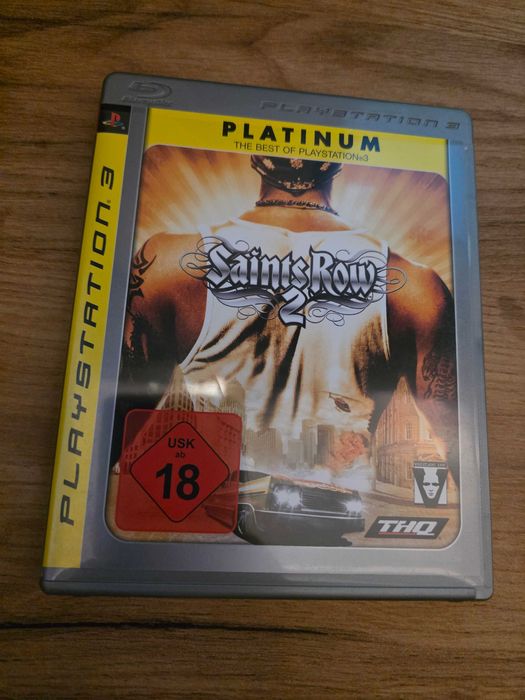 PLAYSTATION 3
PLATINUM
THE BEST OF PLAYSTATION®3
PLAYSTATION® 3
Saints Row
2
USK
ab
18
THQ